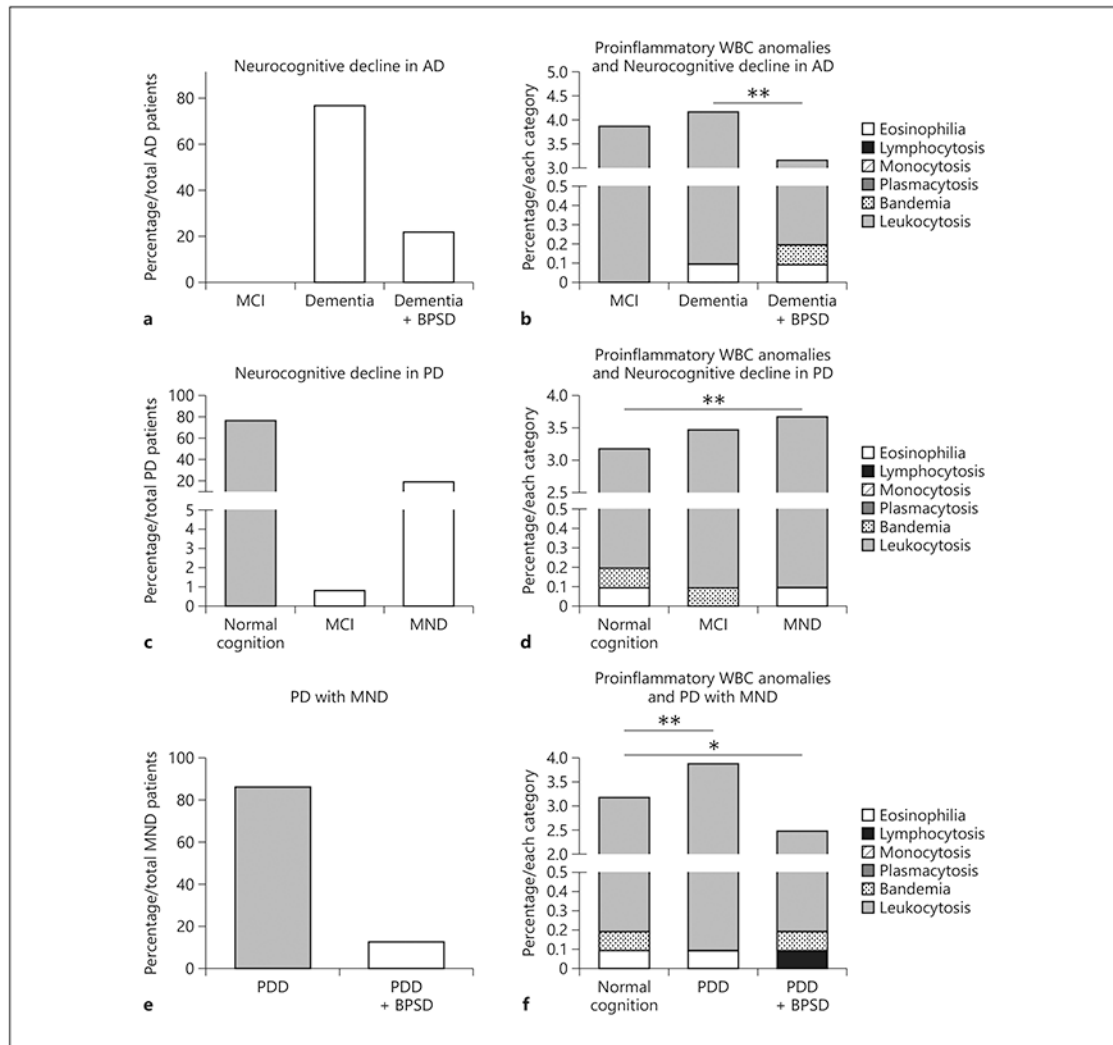 Neurocognitive decline in AD
Percentage/total AD patients
80
60
40
20
0
MCI
Dementia
Dementia
+ BPSD
a
Proinflammatory WBC anomalies
and Neurocognitive decline in AD
Percentage/each category
5.0
4.5
4.0
3.5
3.0
0.5
0.4
0.3
0.2
0.1
0
**
MCI
Dementia
Dementia
+ BPSD
b
Eosinophilia
Lymphocytosis
Monocytosis
Plasmacytosis
Bandemia
Leukocytosis
Neurocognitive decline in PD
Percentage/total PD patients
100
80
60
40
20
5
4
3
2
1
0
Normal
cognition
MCI
MND
c
Proinflammatory WBC anomalies
and Neurocognitive decline in PD
Percentage/each category
4.0
3.5
3.0
2.5
0.5
0.4
0.3
0.2
0.1
0
**
Normal
cognition
MCI
MND
d
Eosinophilia
Lymphocytosis
Monocytosis
Plasmacytosis
Bandemia
Leukocytosis
PD with MND
Percentage/total MND patients
100
80
60
40
20
0
PDD
PDD
+ BPSD
e
Proinflammatory WBC anomalies
and PD with MND
Percentage/each category
**
*
4.0
3.5
3.0
2.5
2.0
0.5
0.4
0.3
0.2
0.1
0
Normal
cognition
PDD
PDD
+ BPSD
f
Eosinophilia
Lymphocytosis
Monocytosis
Plasmacytosis
Bandemia
Leukocytosis